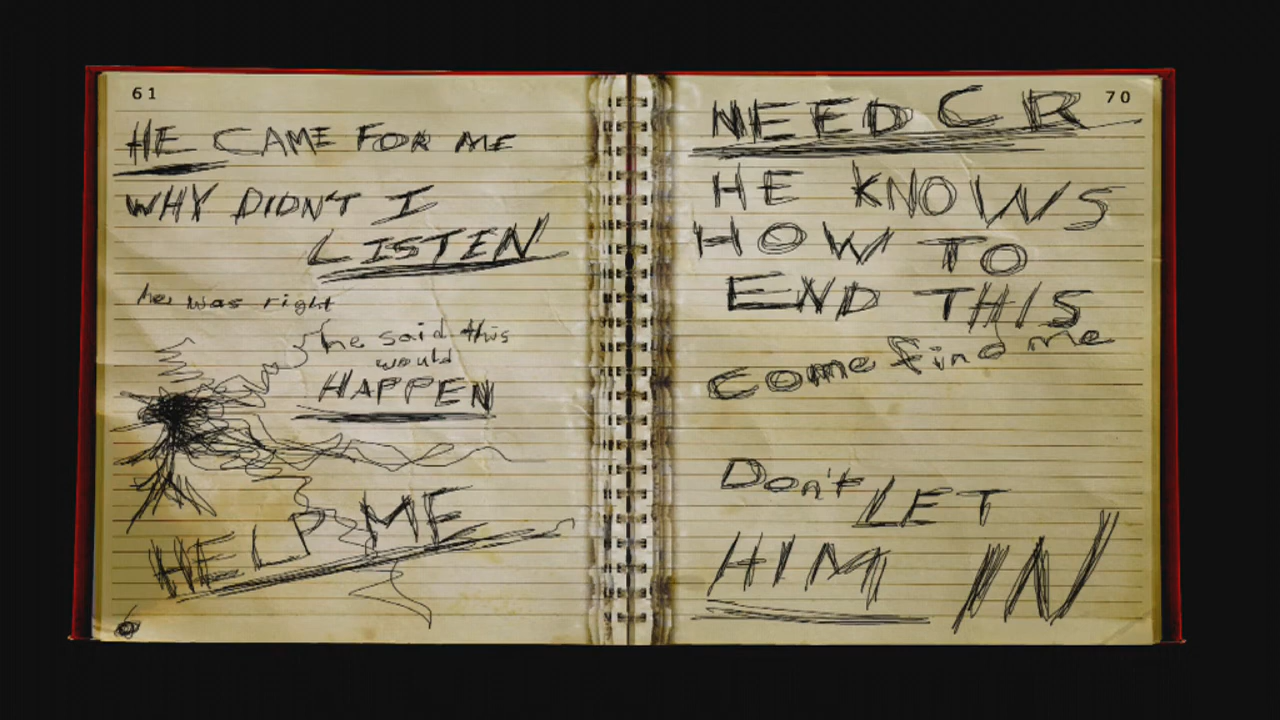 61
HE CAME FOR ME
WHY DIDN'T I
LISTEN
he was right
he said this
would
HAPPEN
HELP ME
70
NEED CR
HE KNOWS
HOW TO
END THIS
come find me
Don't LET
HIM IN